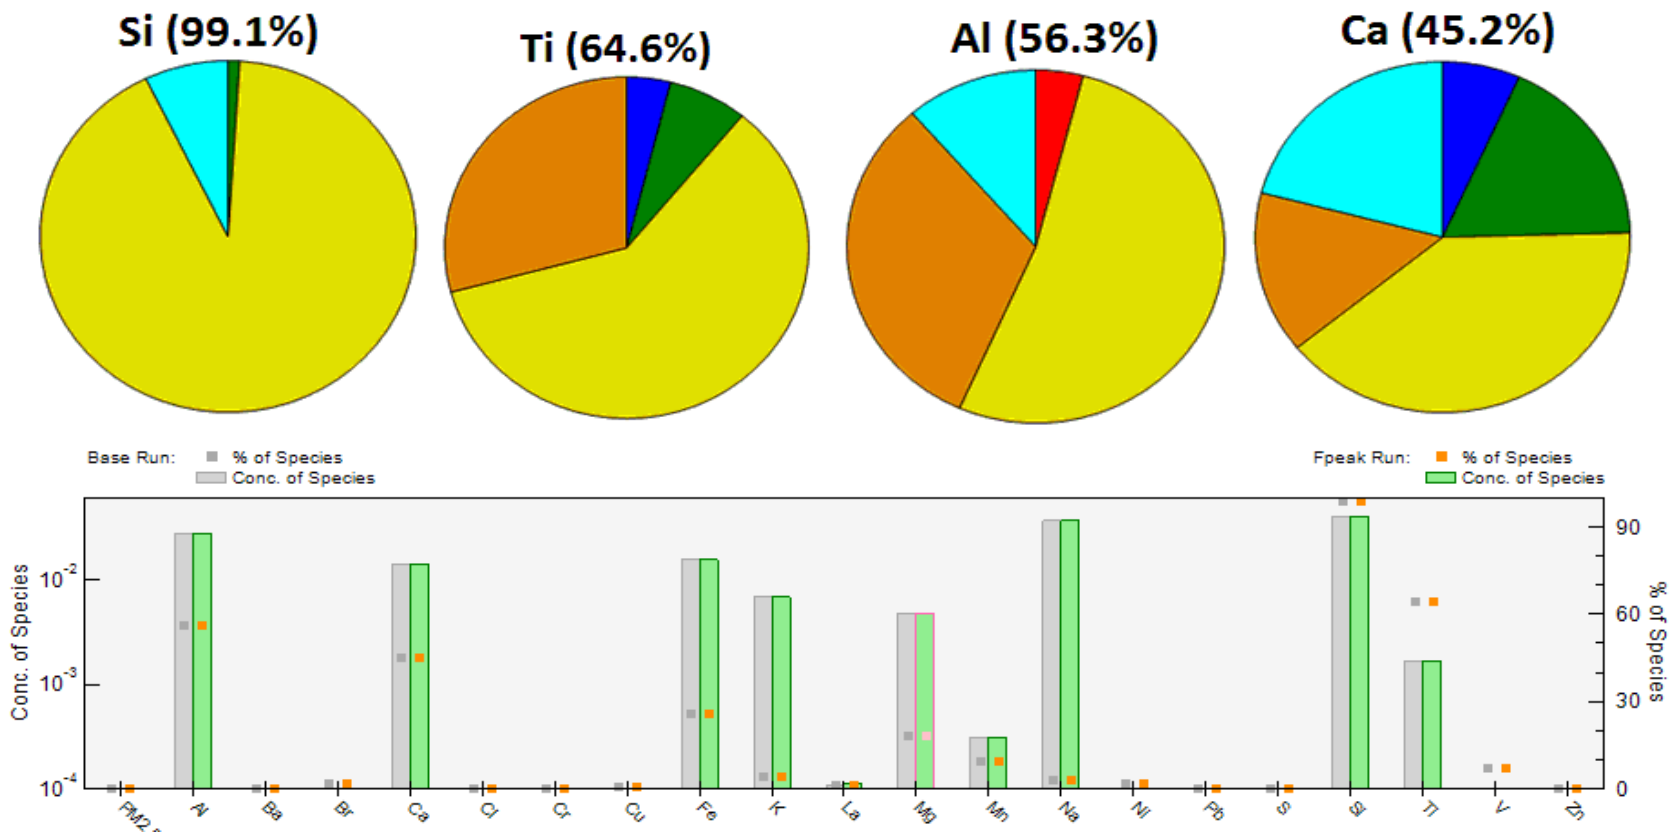 Si (99.1%)
Ti (64.6%)
Al (56.3%)
Ca (45.2%)
Base Run:
% of Species
Conc. of Species
Fpeak Run:
% of Species
Conc. of Species
Conc. of Species
10⁻²
10⁻³
10⁻⁴
90
60
30
0
% of Species
PM2.5
Al
Ba
Br
Ca
Cl
Cr
Cu
Fe
K
La
Mg
Mn
Na
Ni
Pb
S
Si
Ti
V
Zn